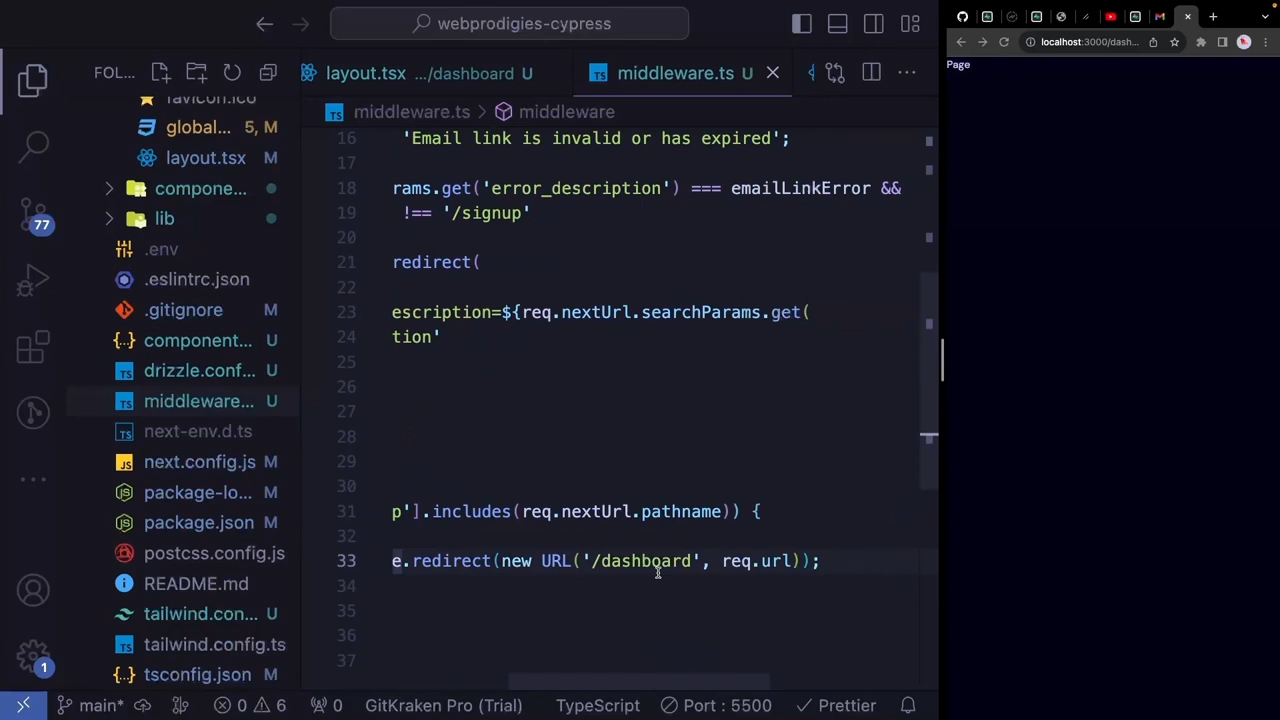 webprodigies-cypress
FOL...
layout.tsx .../dashboard U
middleware.ts U
localhost:3000/dash...
Page
middleware.ts > middleware
favicon.ico
global... 5, M
layout.tsx M
compone...
lib
.env
.eslintrc.json
.gitignore M
component... U
drizzle.conf... U
middleware... U
next-env.d.ts
next.config.js M
package-lo... M
package.json M
postcss.config.js
README.md
tailwind.con... U
tailwind.config.ts
tsconfig.json M
77
1
16 'Email link is invalid or has expired';
17
18 rams.get('error_description') === emailLinkError &&
19 !== '/signup'
20
21 redirect(
22
23 escription=${req.nextUrl.searchParams.get(
24 tion'
25
26
27
28
29
30
31 p'].includes(req.nextUrl.pathname)) {
32
33 e.redirect(new URL('/dashboard', req.url));
34
35
36
37
main* 0 6 0 GitKraken Pro (Trial) TypeScript Port : 5500 Prettier